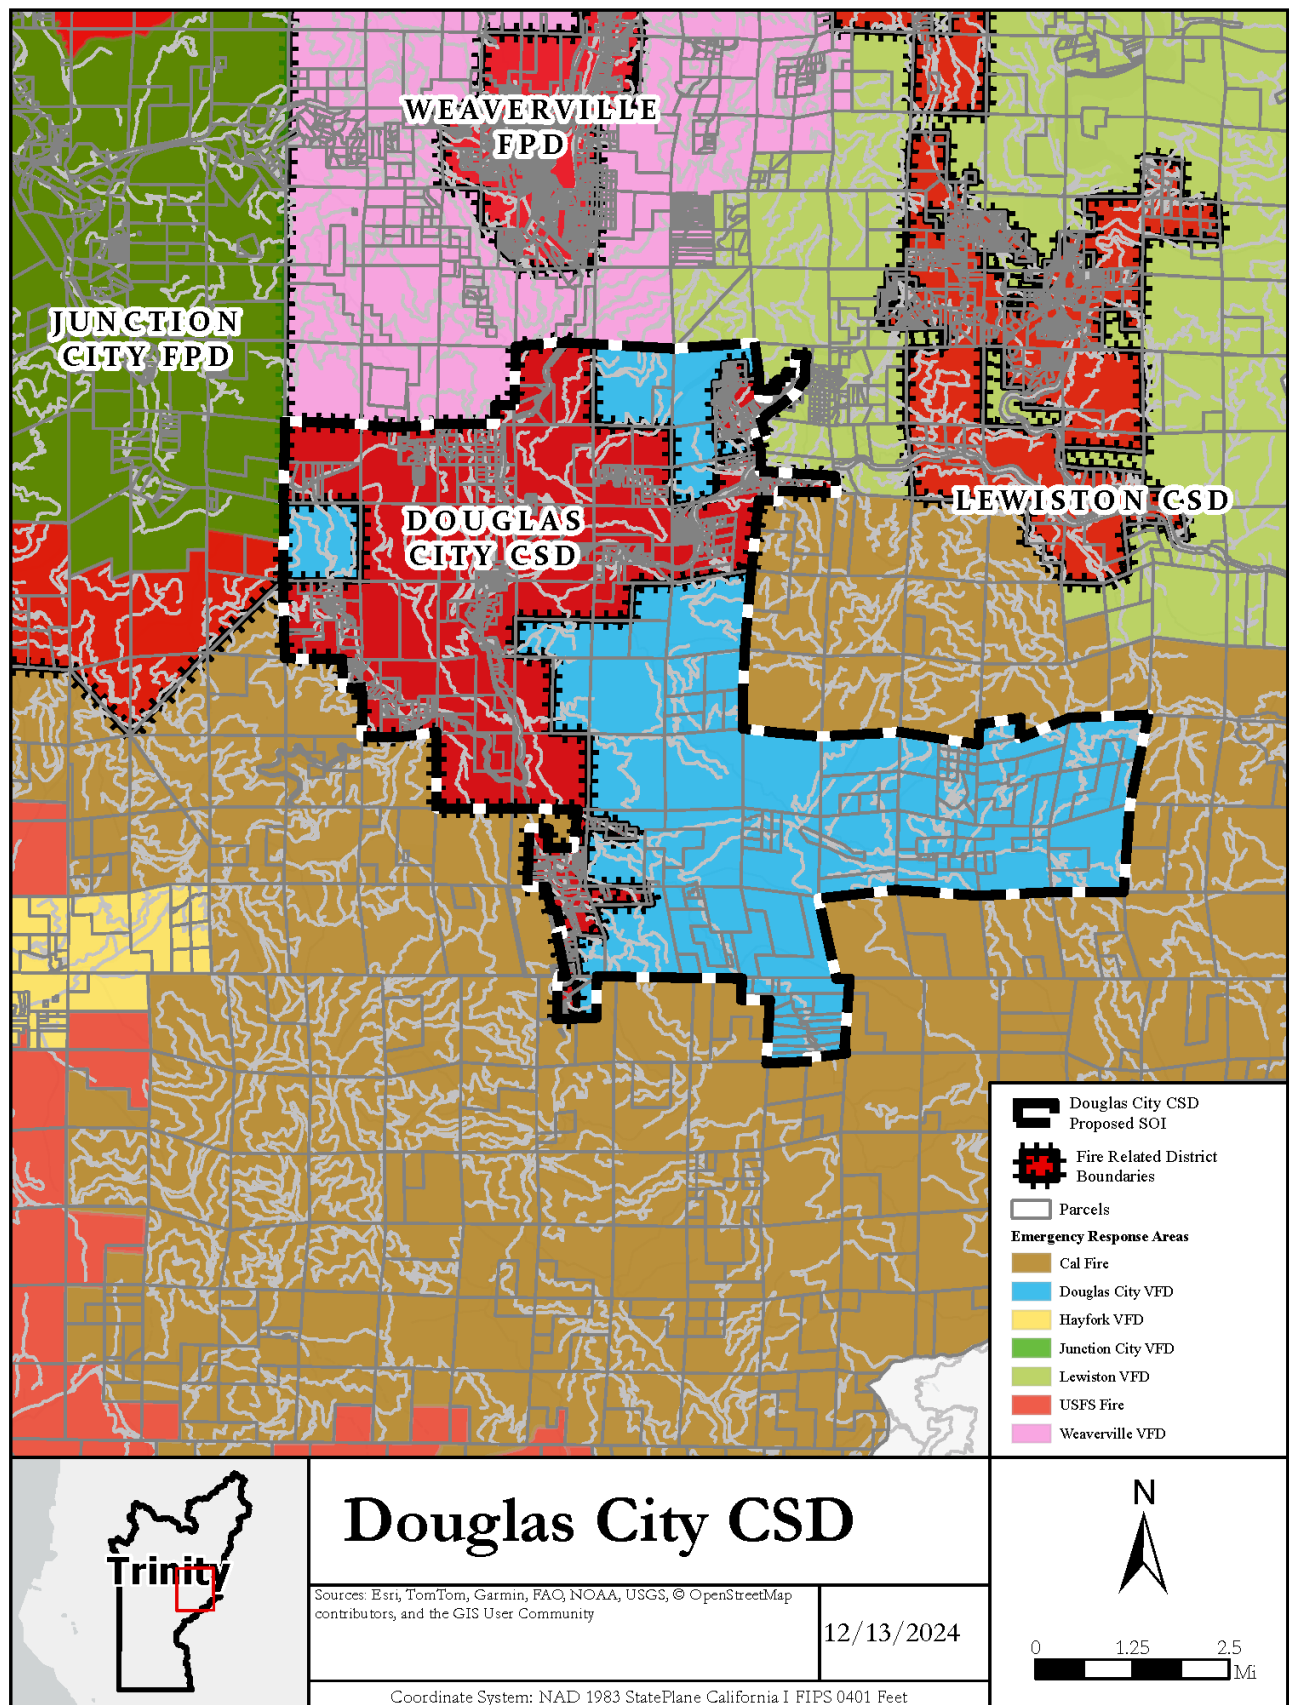 WEAVERVILLE
FPD
JUNCTION
CITY FPD
DOUGLAS
CITY CSD
LEWISTON CSD
Douglas City CSD
Proposed SOI
Fire Related District
Boundaries
Parcels
Emergency Response Areas
Cal Fire
Douglas City VFD
Hayfork VFD
Junction City VFD
Lewiston VFD
USFS Fire
Weaverville VFD
Trinity
Douglas City CSD
Sources: Esri, TomTom, Garmin, FAO, NOAA, USGS, © OpenStreetMap
contributors, and the GIS User Community
12/13/2024
Coordinate System: NAD 1983 StatePlane California I FIPS 0401 Feet
N
0 1.25 2.5
Mi